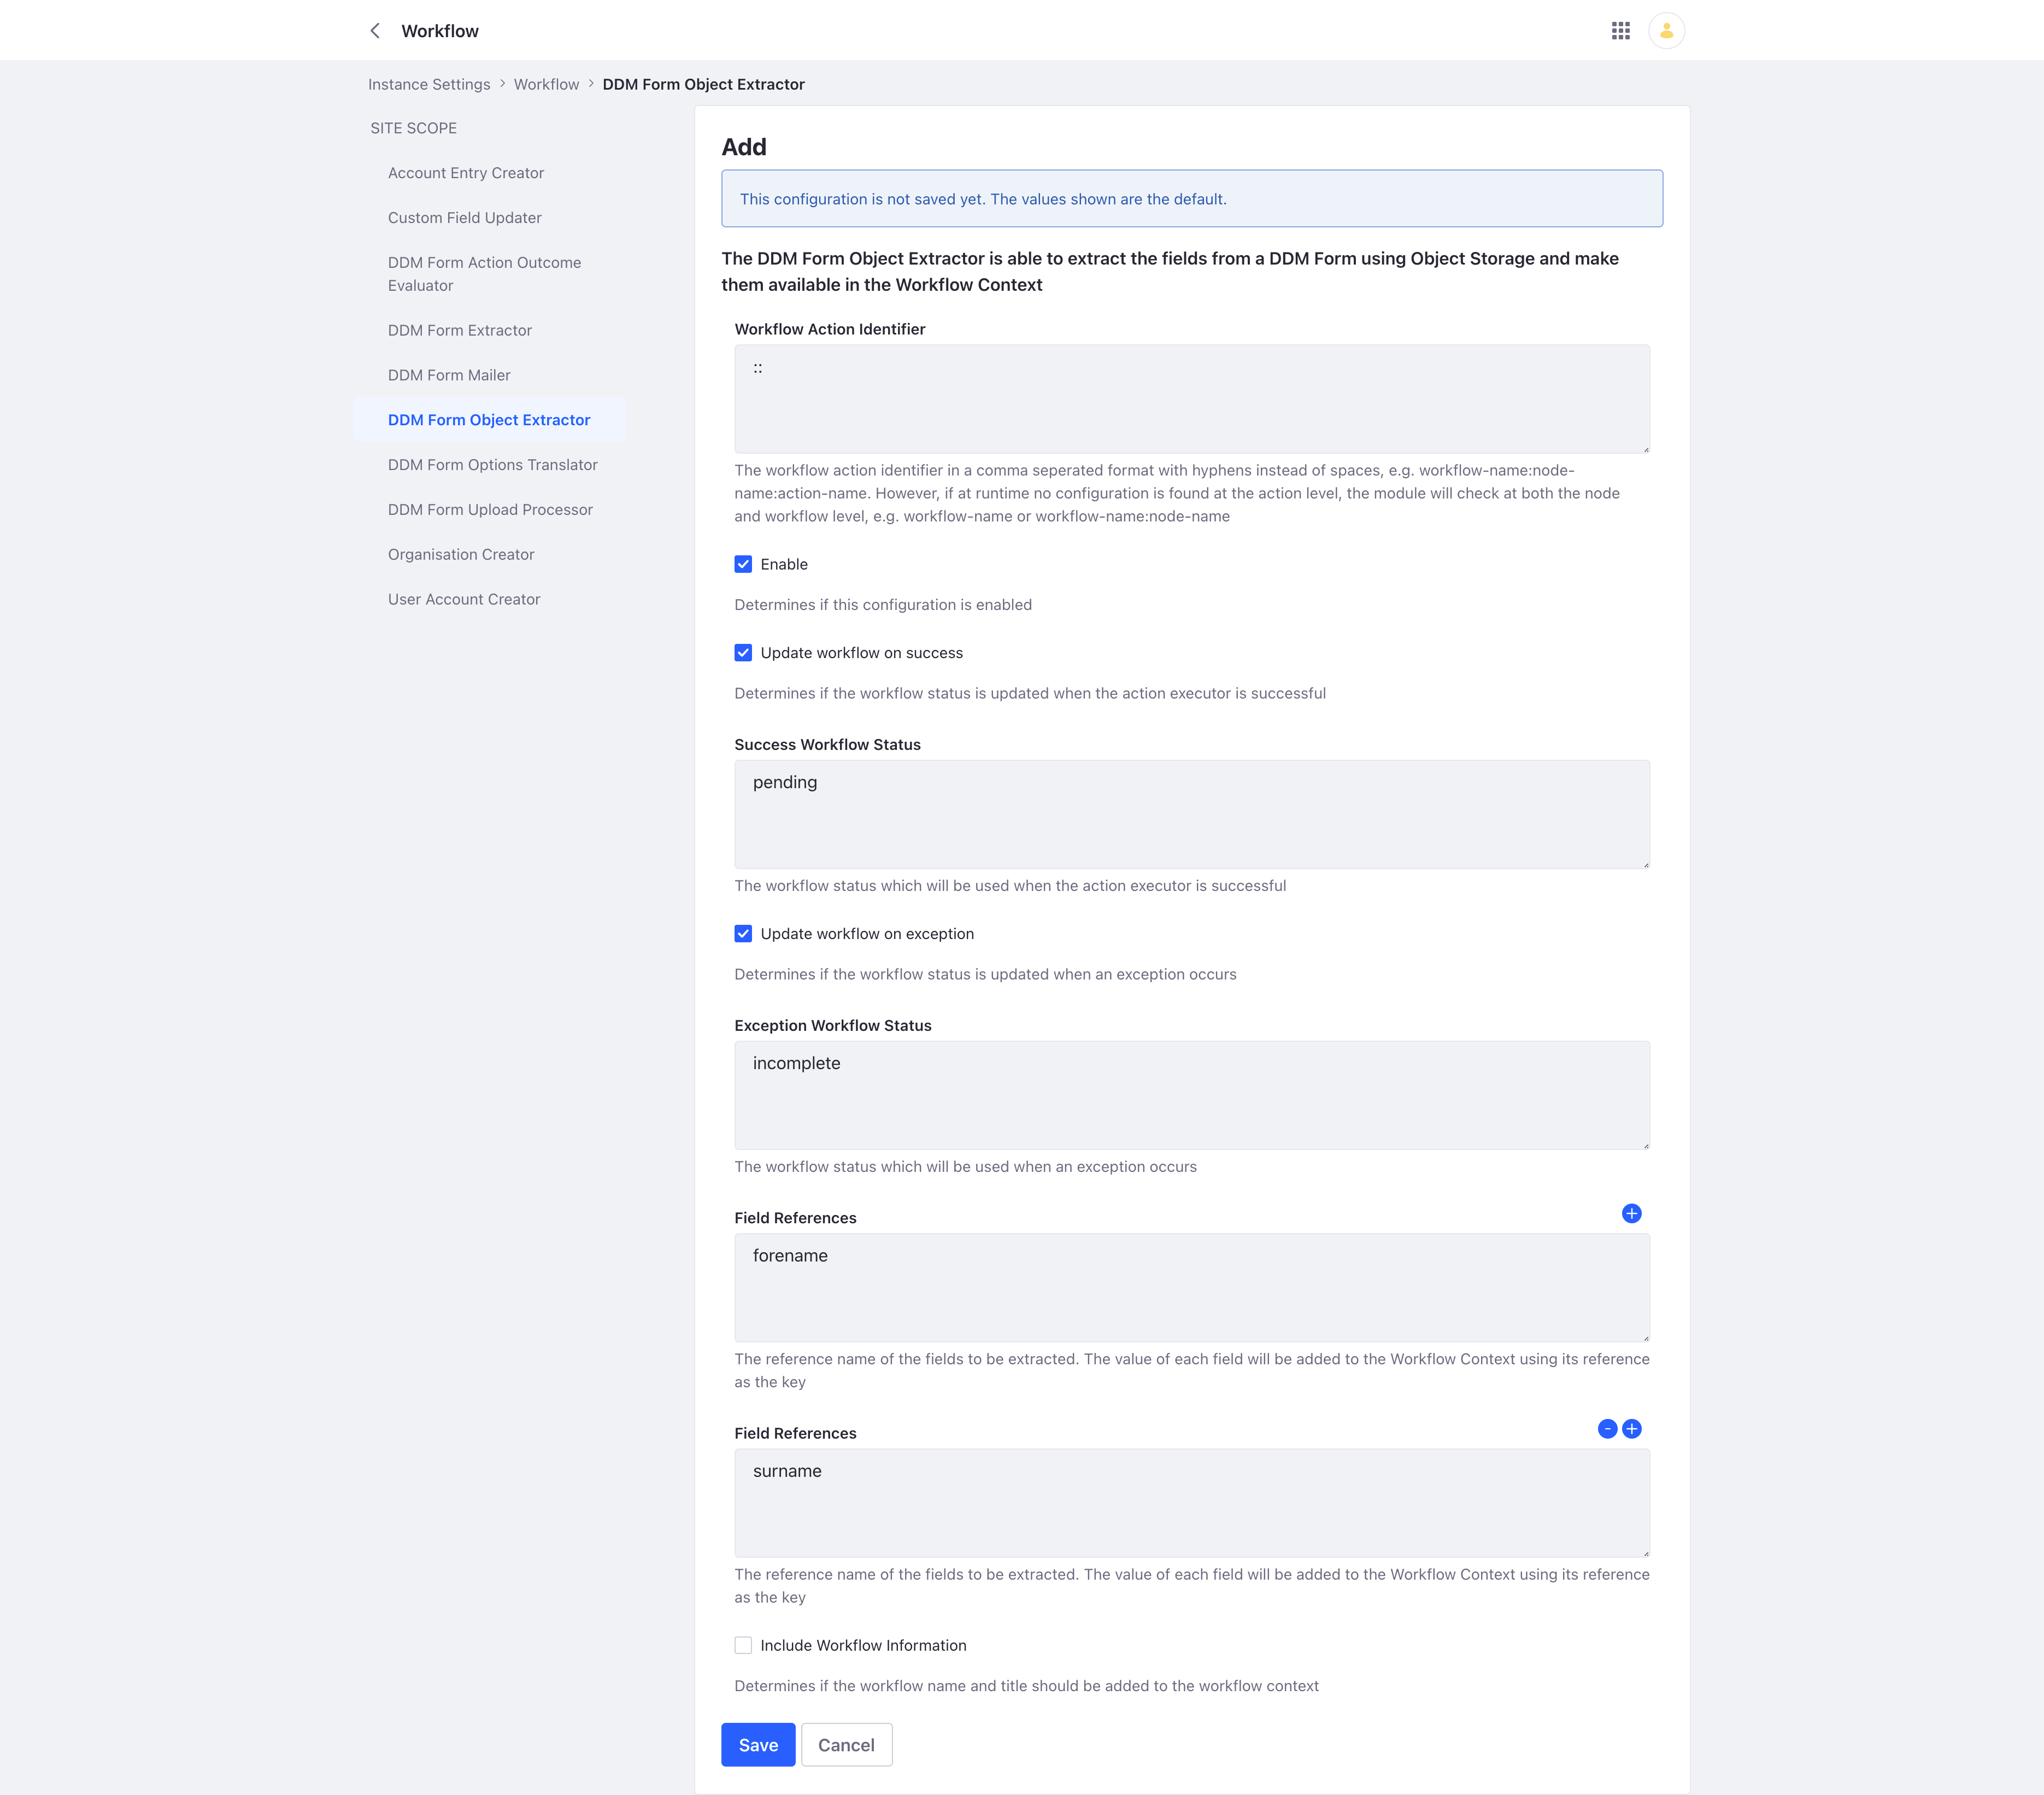 Workflow
Instance Settings > Workflow > DDM Form Object Extractor
SITE SCOPE
Account Entry Creator
Custom Field Updater
DDM Form Action Outcome
Evaluator
DDM Form Extractor
DDM Form Mailer
DDM Form Object Extractor
DDM Form Options Translator
DDM Form Upload Processor
Organisation Creator
User Account Creator
Add
This configuration is not saved yet. The values shown are the default.
The DDM Form Object Extractor is able to extract the fields from a DDM Form using Object Storage and make
them available in the Workflow Context
Workflow Action Identifier
::
The workflow action identifier in a comma seperated format with hyphens instead of spaces, e.g. workflow-name:node-
name:action-name. However, if at runtime no configuration is found at the action level, the module will check at both the node
and workflow level, e.g. workflow-name or workflow-name:node-name
Enable
Determines if this configuration is enabled
Update workflow on success
Determines if the workflow status is updated when the action executor is successful
Success Workflow Status
pending
The workflow status which will be used when the action executor is successful
Update workflow on exception
Determines if the workflow status is updated when an exception occurs
Exception Workflow Status
incomplete
The workflow status which will be used when an exception occurs
Field References
forename
The reference name of the fields to be extracted. The value of each field will be added to the Workflow Context using its reference
as the key
Field References
surname
The reference name of the fields to be extracted. The value of each field will be added to the Workflow Context using its reference
as the key
Include Workflow Information
Determines if the workflow name and title should be added to the workflow context
Save Cancel